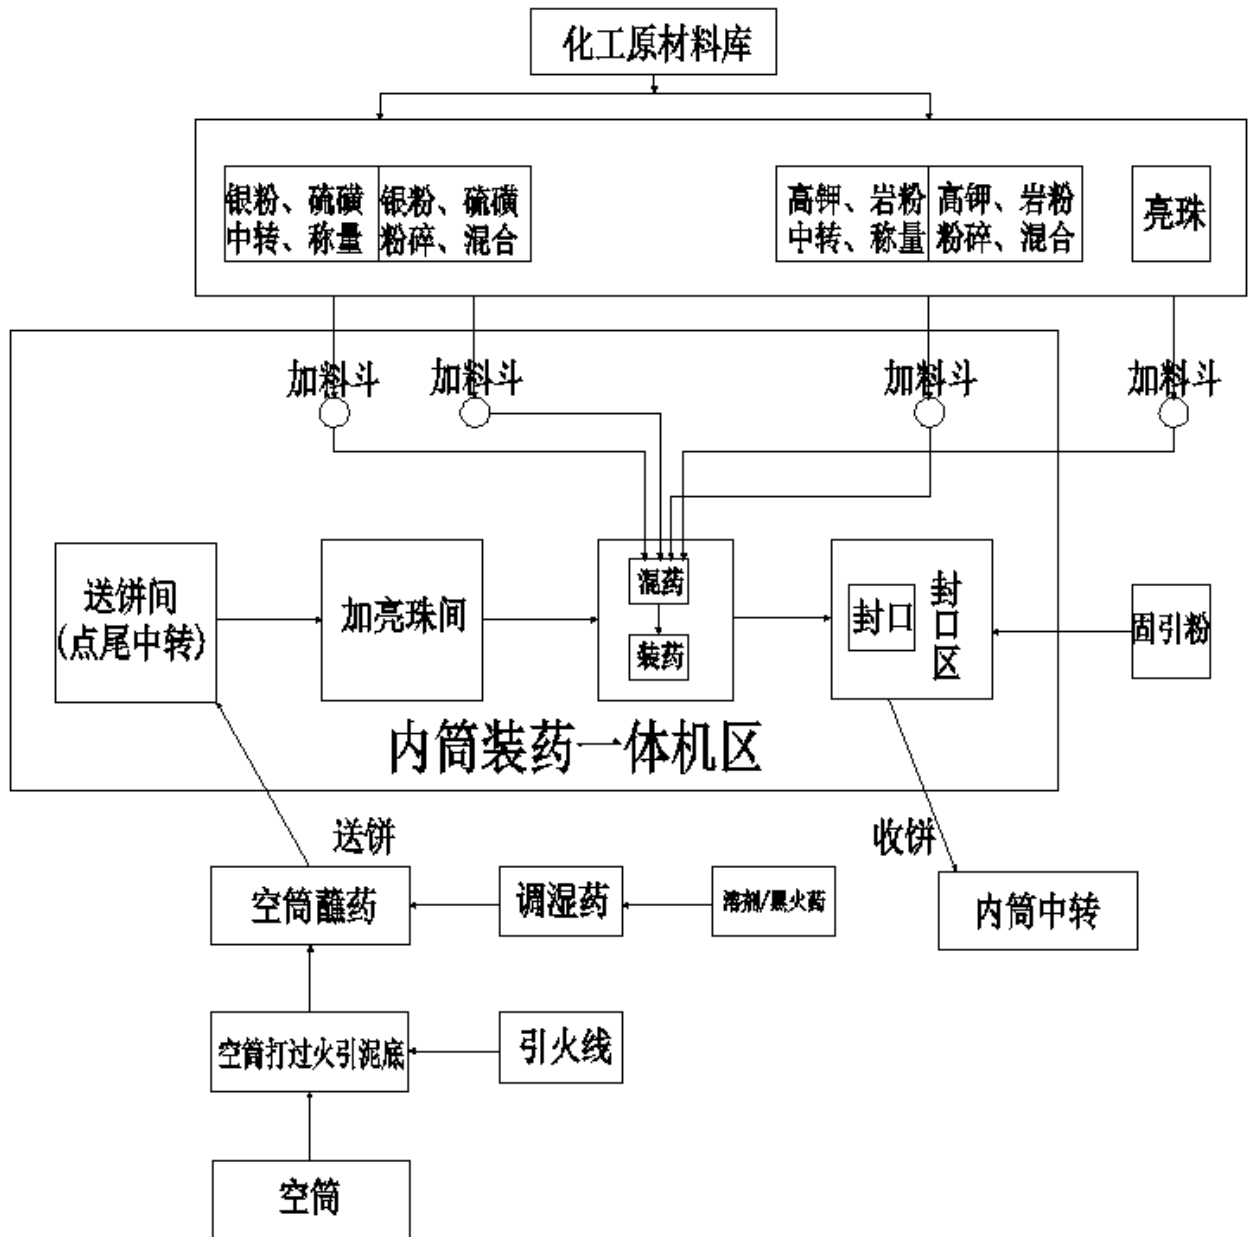 化工原材料库
银粉、硫磺
中转、称量
银粉、硫磺
粉碎、混合
高钾、岩粉
中转、称量
高钾、岩粉
粉碎、混合
亮珠
加料斗
加料斗
加料斗
加料斗
送饼间
(点尾中转)
加亮珠间
混药
装药
封口
封口区
固引粉
内筒装药一体机区
送饼
收饼
空筒蘸药
调湿药
溶剂/黑火药
内筒中转
空筒打过火引泥底
引火线
空筒